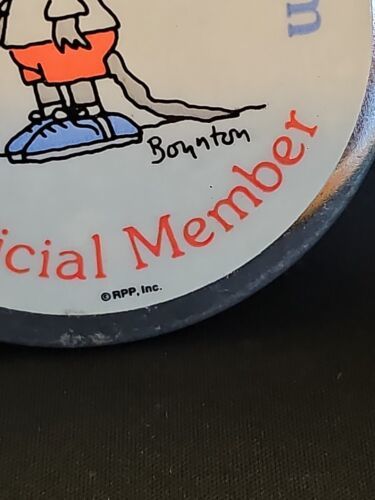 Boynton
icial Member
© RPP, Inc.